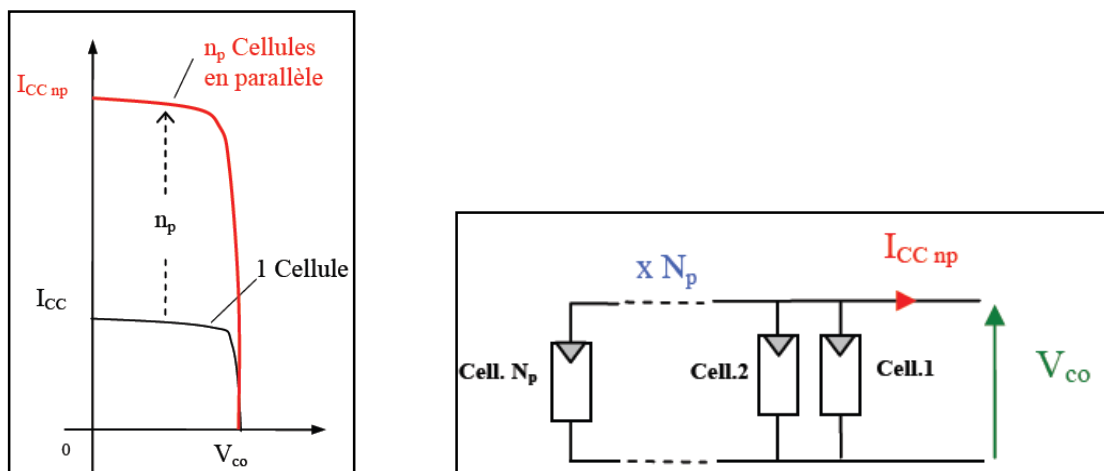 n_p Cellules
en parallèle
I_CC np
n_p
1 Cellule
I_CC
0
V_co
I_CC np
x N_p
Cell. N_p
Cell.2
Cell.1
V_co